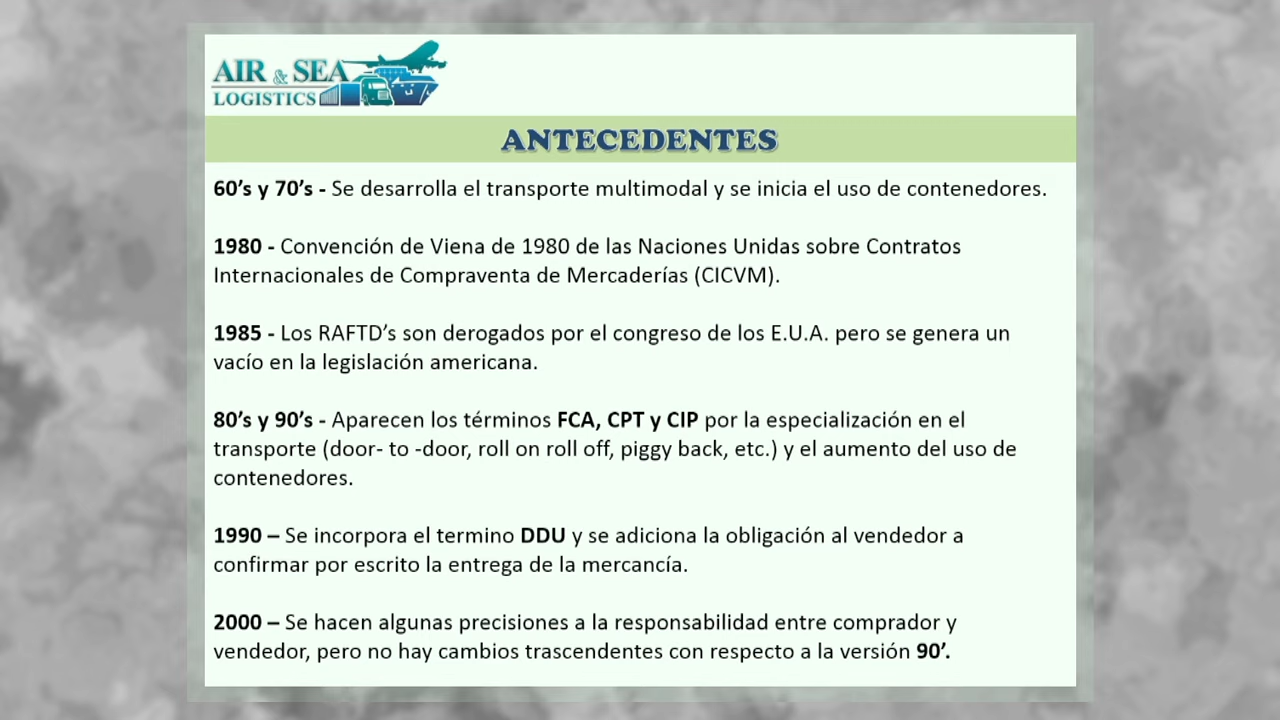 AIR & SEA
LOGISTICS
ANTECEDENTES
60’s y 70’s - Se desarrolla el transporte multimodal y se inicia el uso de contenedores.
1980 - Convención de Viena de 1980 de las Naciones Unidas sobre Contratos
Internacionales de Compraventa de Mercaderías (CICVM).
1985 - Los RAFTD’s son derogados por el congreso de los E.U.A. pero se genera un
vacío en la legislación americana.
80’s y 90’s - Aparecen los términos FCA, CPT y CIP por la especialización en el
transporte (door- to -door, roll on roll off, piggy back, etc.) y el aumento del uso de
contenedores.
1990 – Se incorpora el termino DDU y se adiciona la obligación al vendedor a
confirmar por escrito la entrega de la mercancía.
2000 – Se hacen algunas precisiones a la responsabilidad entre comprador y
vendedor, pero no hay cambios trascendentes con respecto a la versión 90’.